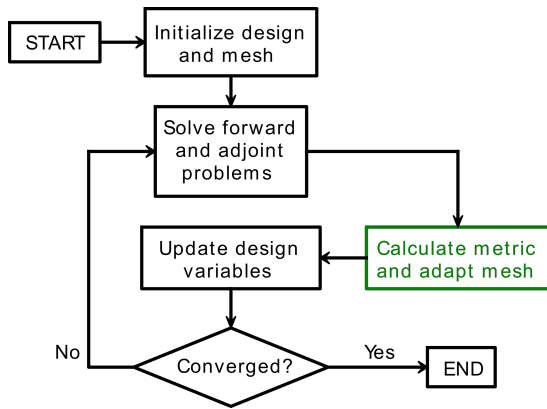 START
Initialize design
and mesh
Solve forward
and adjoint
problems
Calculate metric
and adapt mesh
Update design
variables
Converged?
No
Yes
END